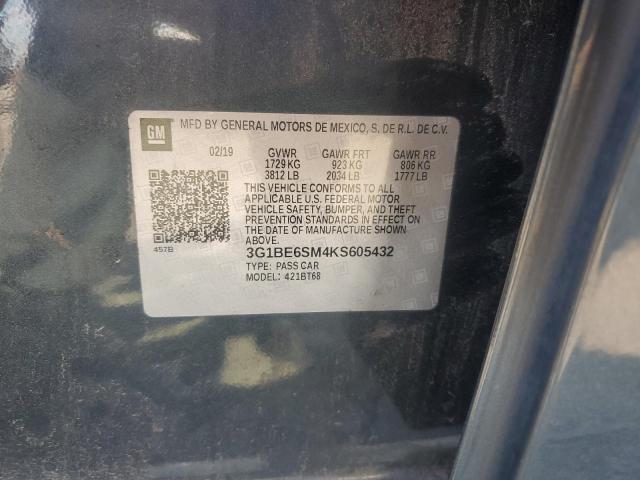 GM
MFD BY GENERAL MOTORS DE MEXICO, S. DE R.L. DE C.V.
02/19 GVWR GAWR FRT GAWR RR
1729 KG 923 KG 806 KG
3812 LB 2034 LB 1777 LB
THIS VEHICLE CONFORMS TO ALL
APPLICABLE U.S. FEDERAL MOTOR
VEHICLE SAFETY, BUMPER, AND THEFT
PREVENTION STANDARDS IN EFFECT ON
THE DATE OF MANUFACTURE SHOWN
ABOVE.
457B
3G1BE6SM4KS605432
TYPE: PASS CAR
MODEL: 421BT68